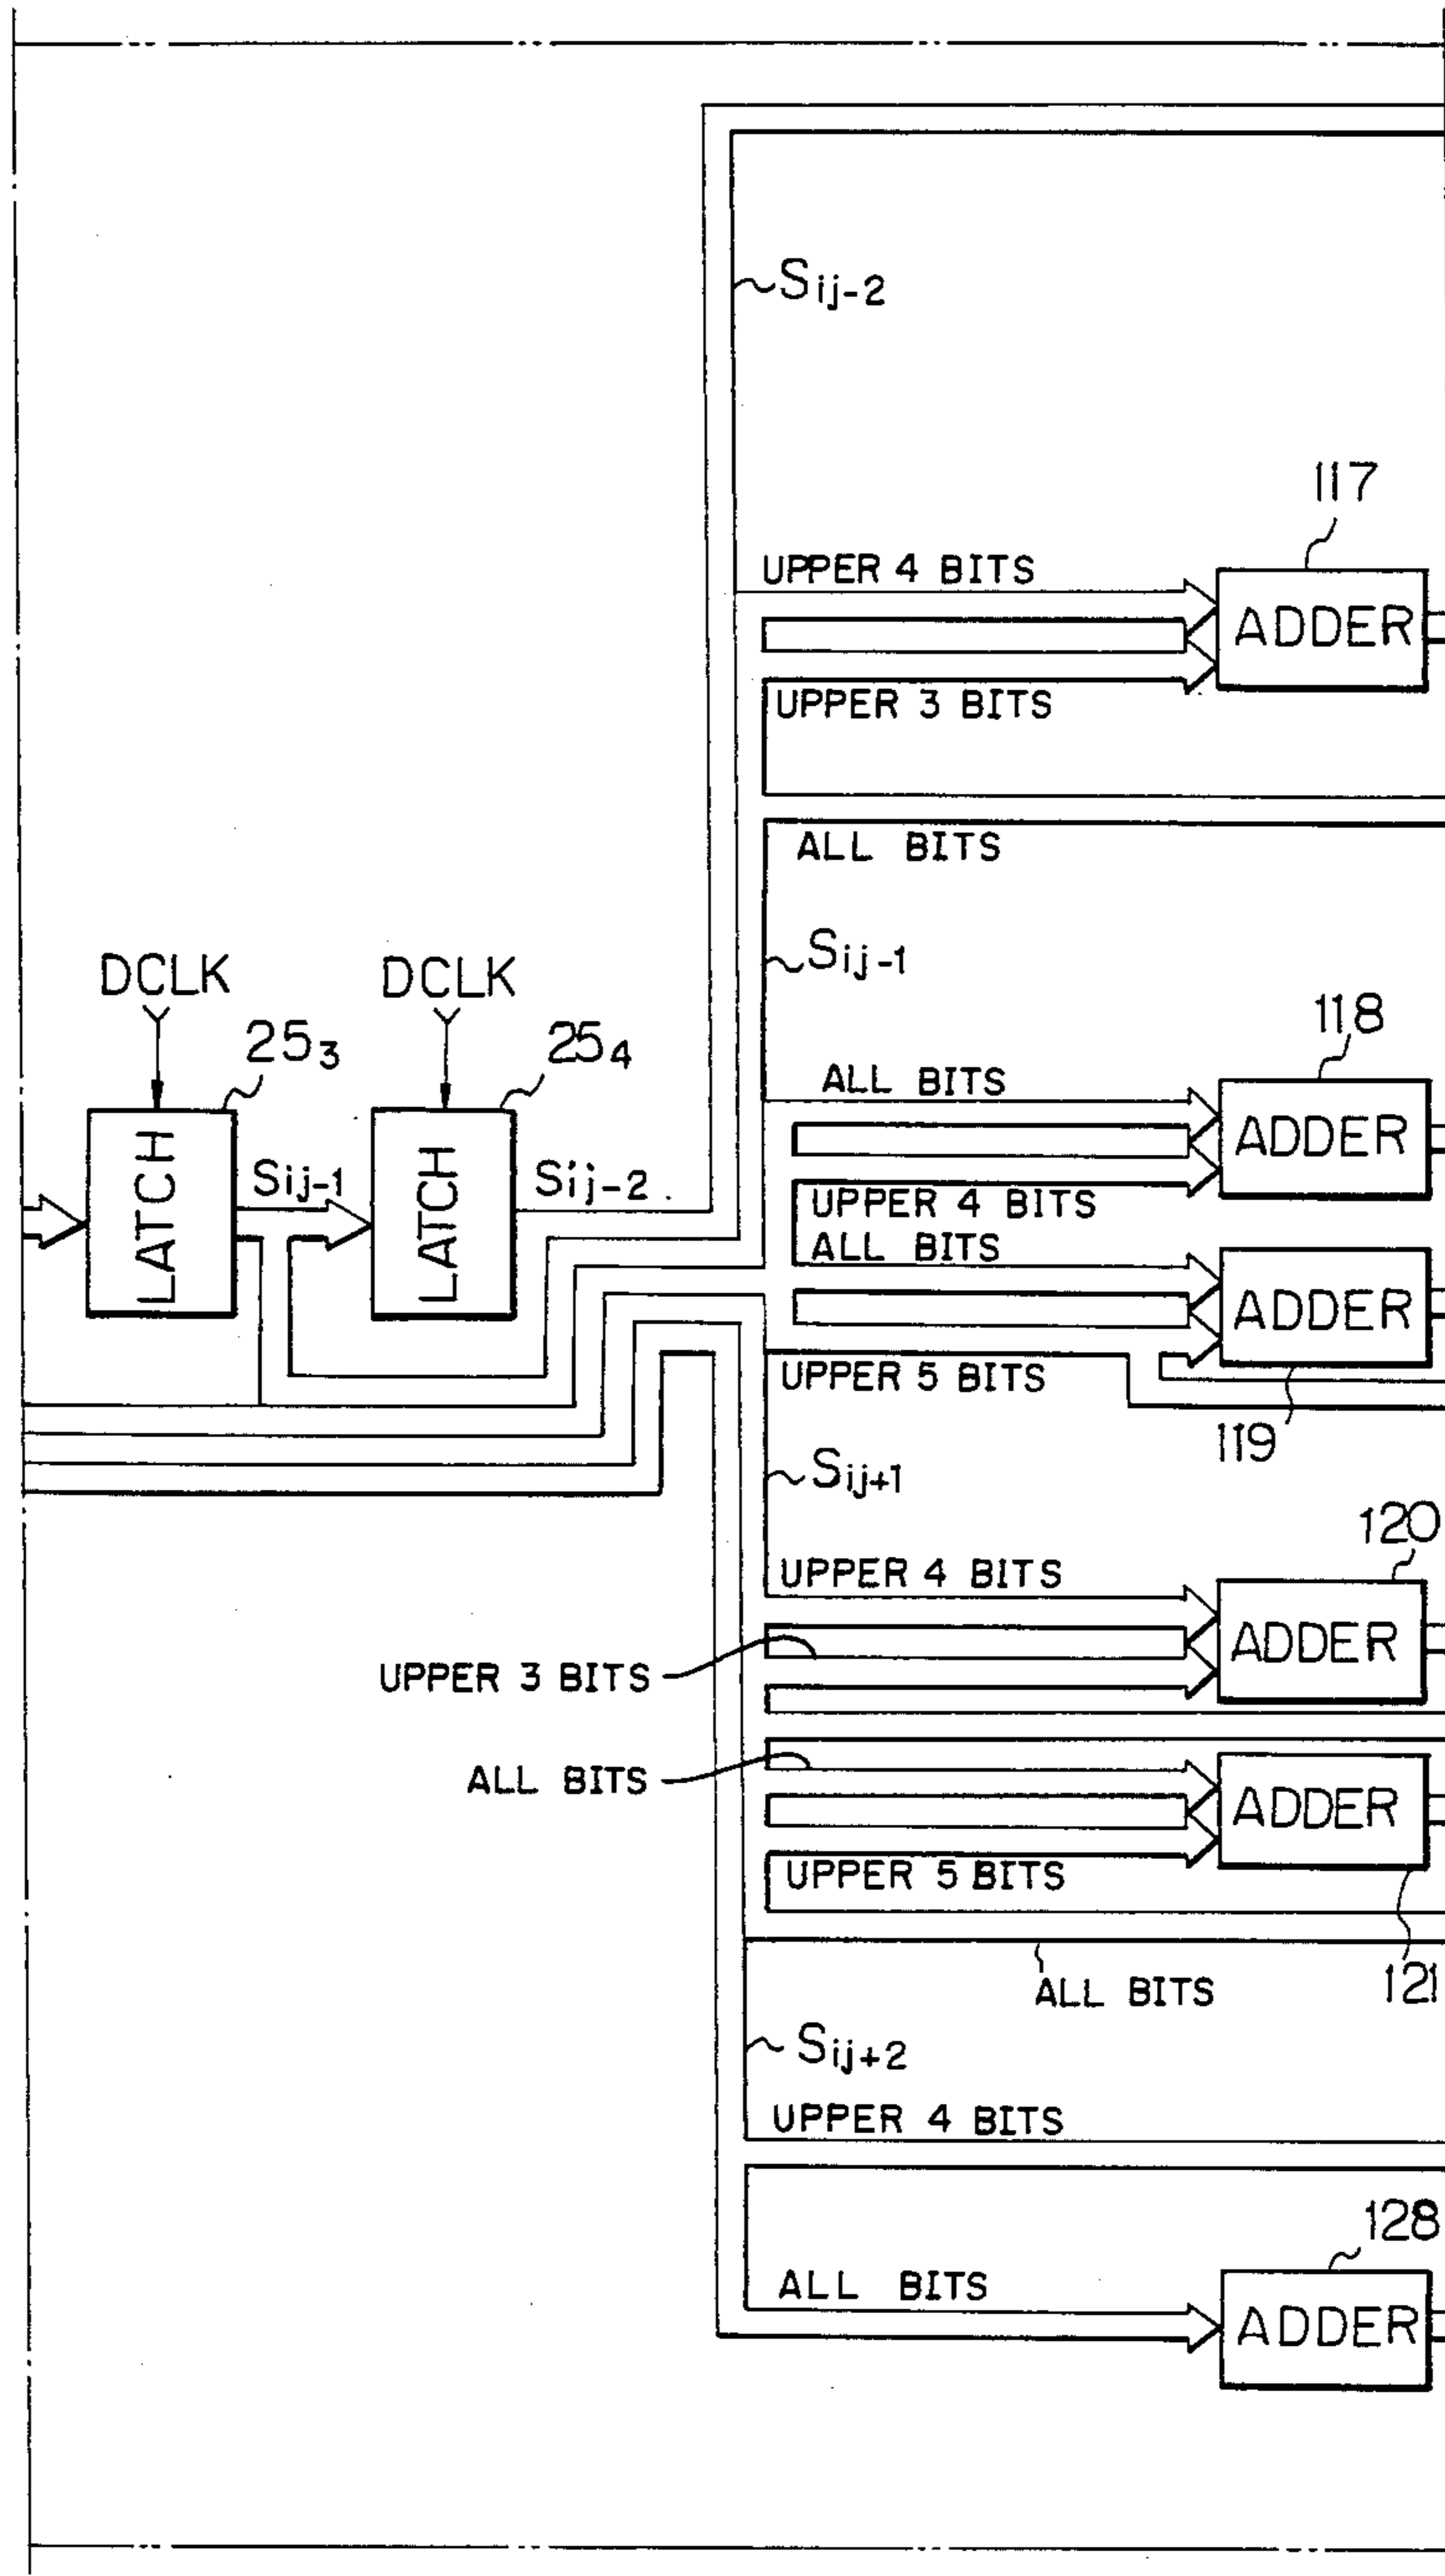 Sij-2
117
UPPER 4 BITS
ADDER
UPPER 3 BITS
ALL BITS
Sij-1
DCLK
DCLK
25₃
25₄
118
ALL BITS
ADDER
LATCH
Sij-1
LATCH
Sij-2
UPPER 4 BITS
ALL BITS
ADDER
UPPER 5 BITS
119
Sij+1
120
UPPER 4 BITS
ADDER
UPPER 3 BITS
ALL BITS
ADDER
UPPER 5 BITS
121
ALL BITS
Sij+2
UPPER 4 BITS
128
ALL BITS
ADDER